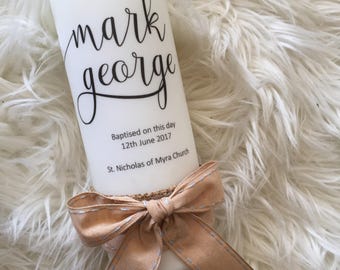 mark
george
Baptised on this day
12th June 2017
St. Nicholas of Myra Church